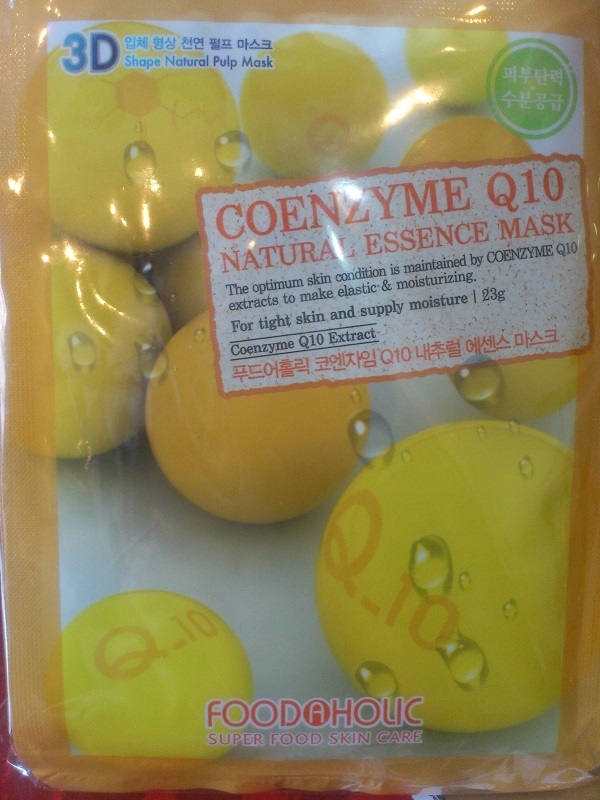 3D 입체 형상 천연 펄프 마스크
Shape Natural Pulp Mask
피부탄력
수분공급
COENZYME Q10
NATURAL ESSENCE MASK
The optimum skin condition is maintained by COENZYME Q10
extracts to make elastic & moisturizing.
For tight skin and supply moisture | 23g
Coenzyme Q10 Extract
푸드어홀릭 코엔자임 Q10 내추럴 에센스 마스크
Q_10
Q_10
FOODAHOLIC
SUPER FOOD SKIN CARE